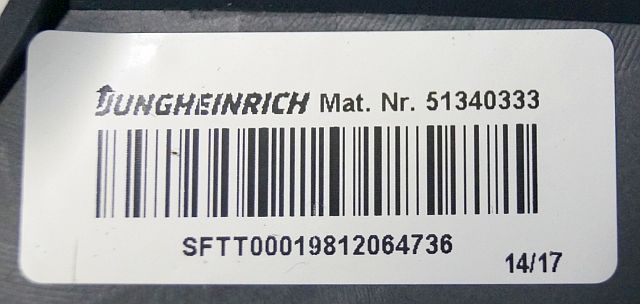 JUNGHEINRICH Mat. Nr. 51340333
SFTT00019812064736
14/17